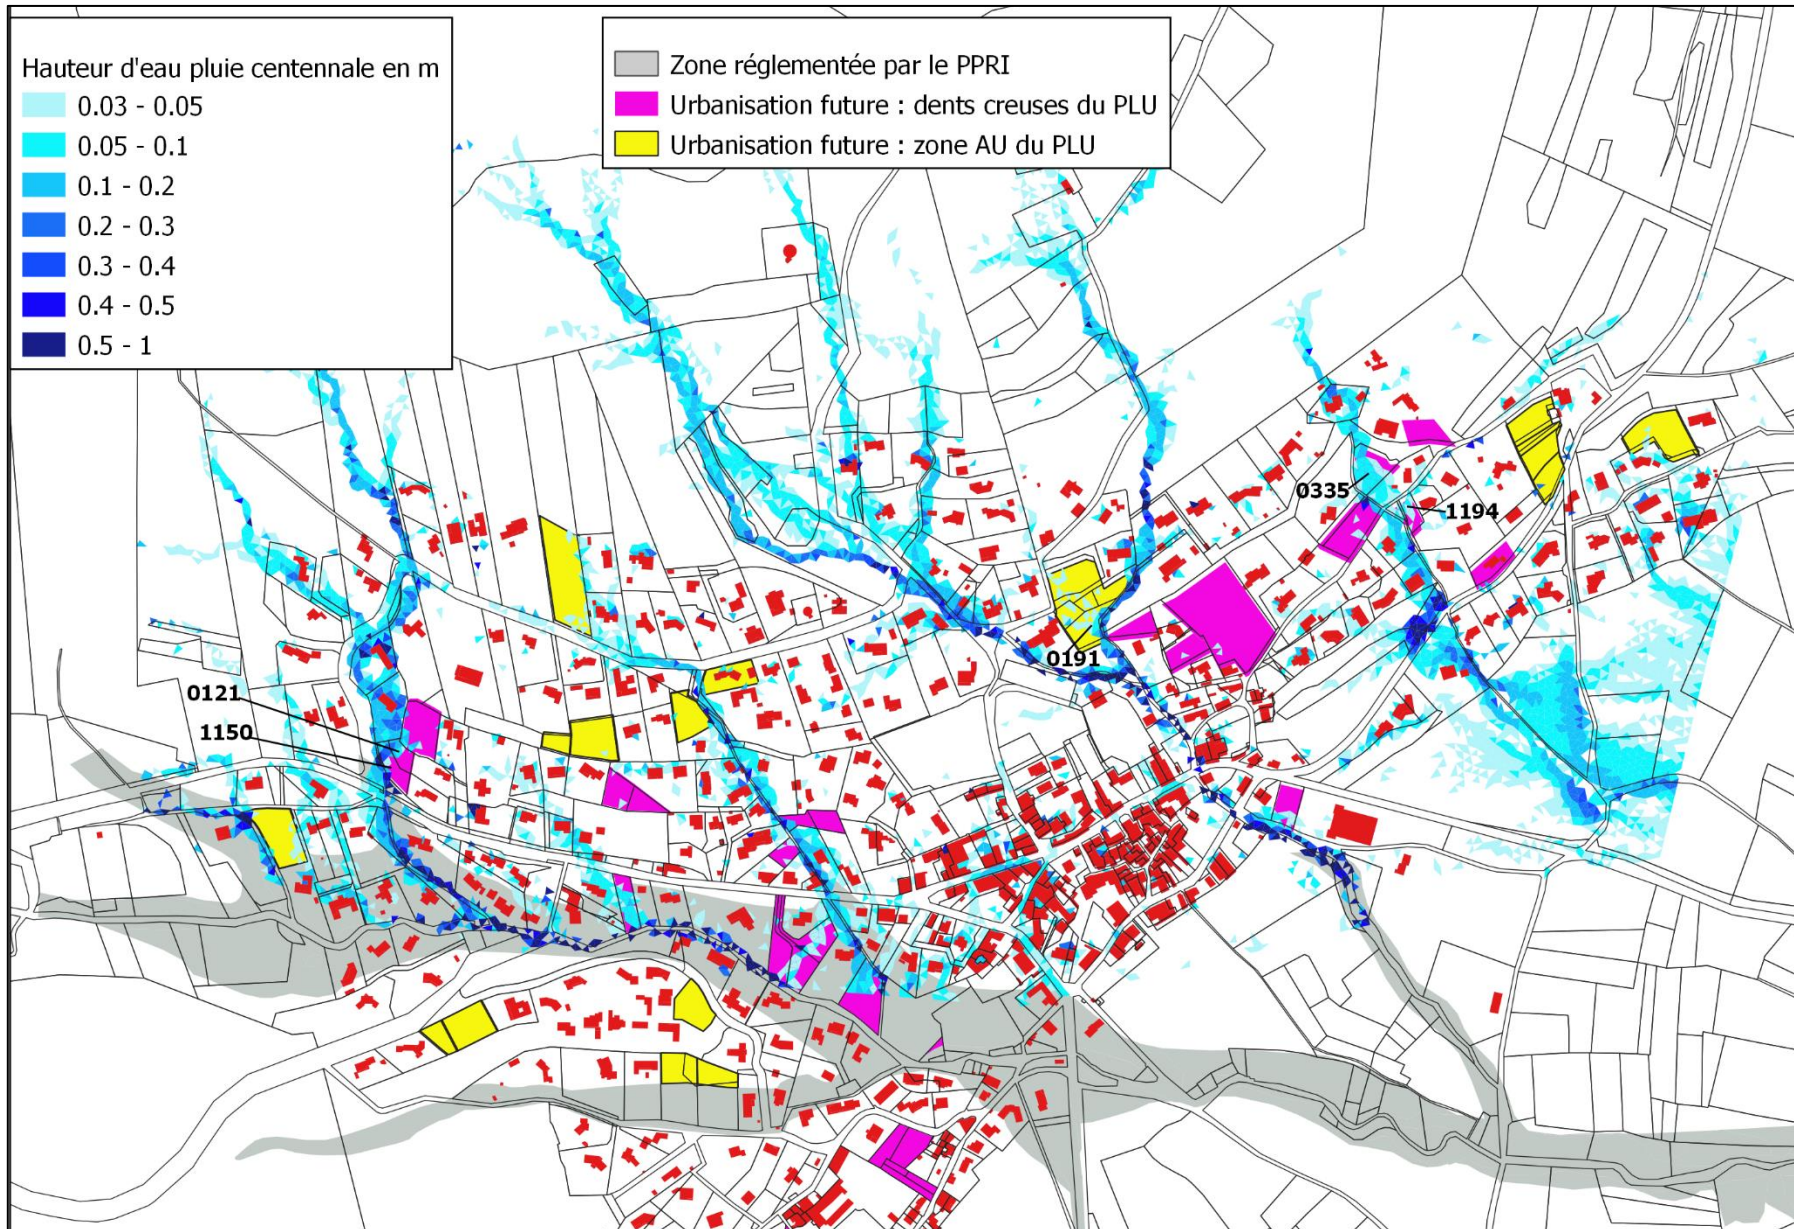 Hauteur d'eau pluie centennale en m
0.03 - 0.05
0.05 - 0.1
0.1 - 0.2
0.2 - 0.3
0.3 - 0.4
0.4 - 0.5
0.5 - 1
Zone réglementée par le PPRI
Urbanisation future : dents creuses du PLU
Urbanisation future : zone AU du PLU
0335
1194
0191
0121
1150